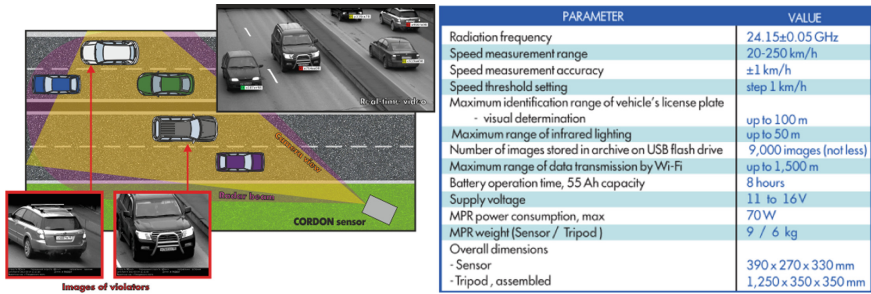 Real-time video
Camera view
Radar beam
CORDON sensor
Images of violators
PARAMETER VALUE
Radiation frequency 24.15±0.05 GHz
Speed measurement range 20-250 km/h
Speed measurement accuracy ±1 km/h
Speed threshold setting step 1 km/h
Maximum identification range of vehicle's license plate
- visual determination up to 100 m
Maximum range of infrared lighting up to 50 m
Number of images stored in archive on USB flash drive 9,000 images (not less)
Maximum range of data transmission by Wi-Fi up to 1,500 m
Battery operation time, 55 Ah capacity 8 hours
Supply voltage 11 to 16 V
MPR power consumption, max 70 W
MPR weight (Sensor / Tripod ) 9 / 6 kg
Overall dimensions
- Sensor 390 x 270 x 330 mm
- Tripod , assembled 1,250 x 350 x 350 mm